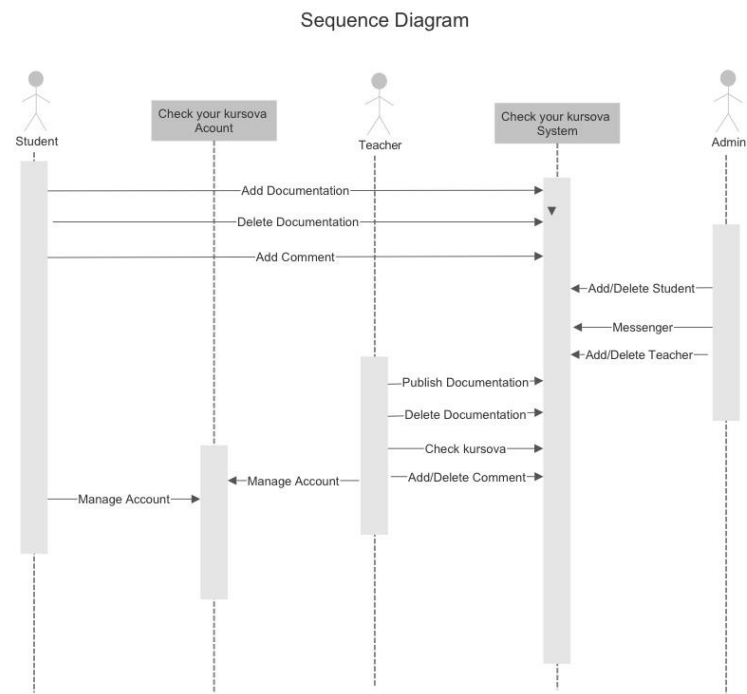 Sequence Diagram
Student
Check your kursova
Acount
Teacher
Check your kursova
System
Admin
Add Documentation
Delete Documentation
Add Comment
Add/Delete Student
Messenger
Add/Delete Teacher
Publish Documentation
Delete Documentation
Check kursova
Add/Delete Comment
Manage Account
Manage Account